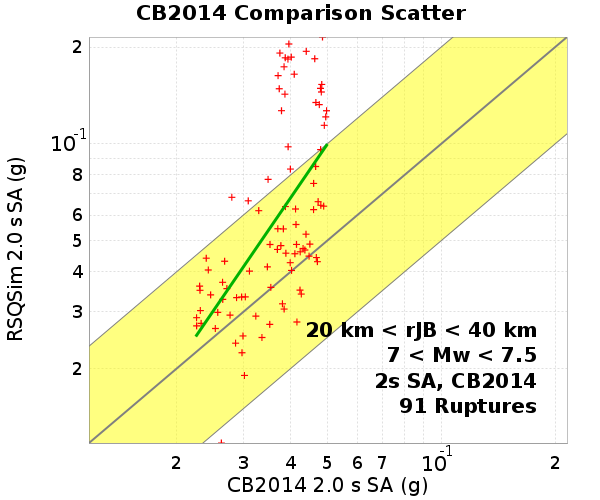 CB2014 Comparison Scatter
RSQSim 2.0 s SA (g)
2
10-1
8
6
5
4
3
2
20 km < rJB < 40 km
7 < Mw < 7.5
2s SA, CB2014
91 Ruptures
2 3 4 5 6 7 10-1 2
CB2014 2.0 s SA (g)